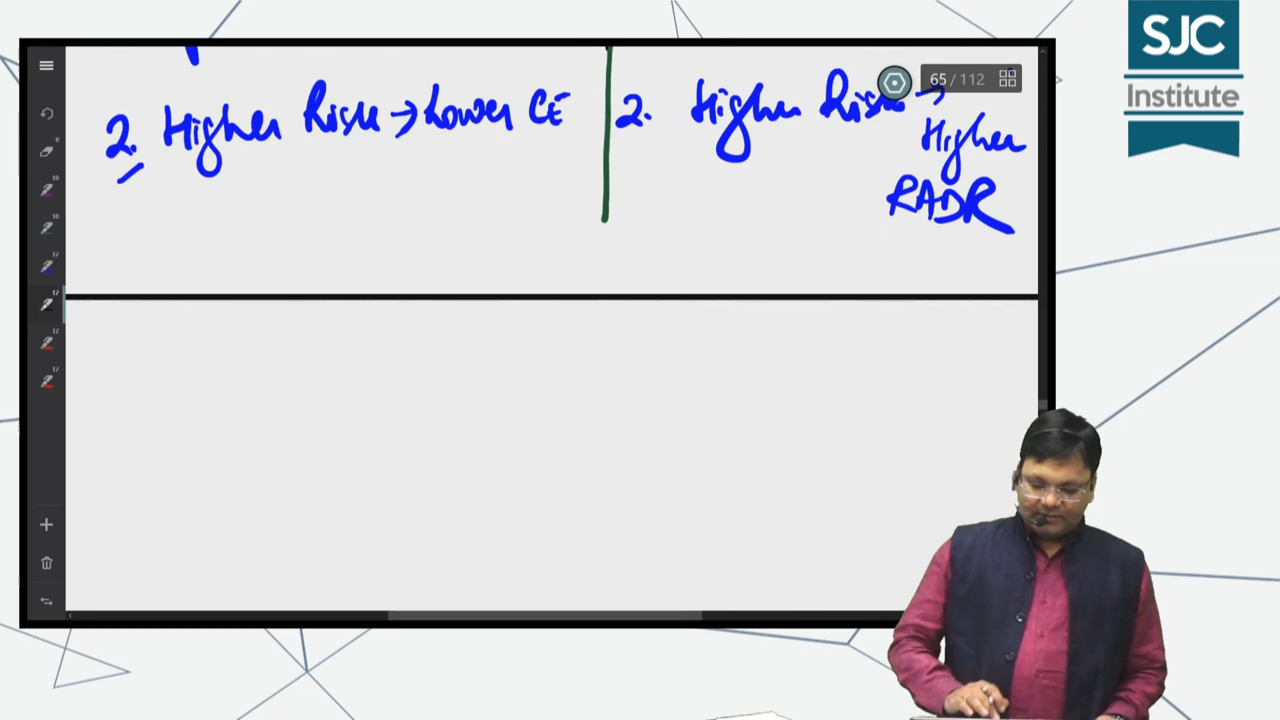 SJC
Institute
65 / 112
2. Higher Risk → Lower CE
2. Higher Risk →
Higher
RADR